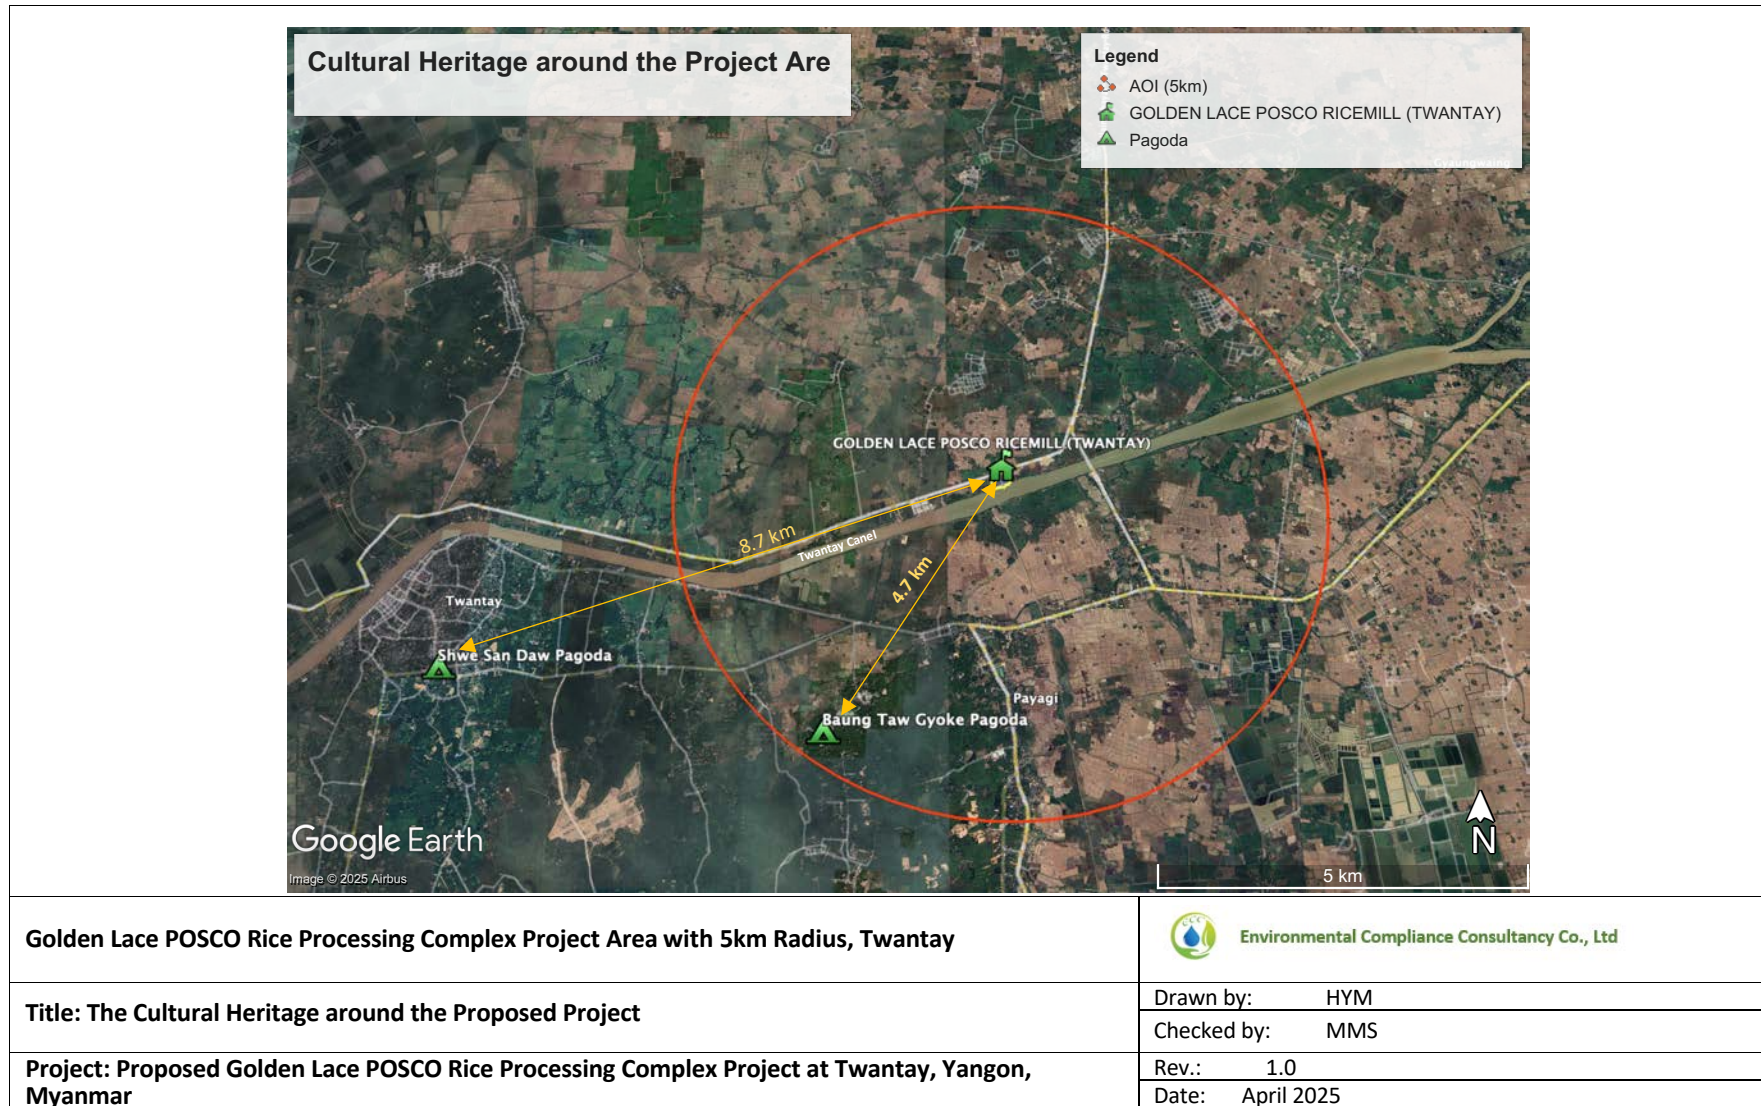 Cultural Heritage around the Project Are
Legend
AOI (5km)
GOLDEN LACE POSCO RICEMILL (TWANTAY)
Pagoda
Gyaungwaing
GOLDEN LACE POSCO RICEMILL (TWANTAY)
8.7 km
Twantay Canel
4.7 km
Twantay
Shwe San Daw Pagoda
Payagi
Baung Taw Gyoke Pagoda
Google Earth
Image © 2025 Airbus
N
5 km
Golden Lace POSCO Rice Processing Complex Project Area with 5km Radius, Twantay
Environmental Compliance Consultancy Co., Ltd
Title: The Cultural Heritage around the Proposed Project
Drawn by: HYM
Checked by: MMS
Project: Proposed Golden Lace POSCO Rice Processing Complex Project at Twantay, Yangon,
Myanmar
Rev.: 1.0
Date: April 2025